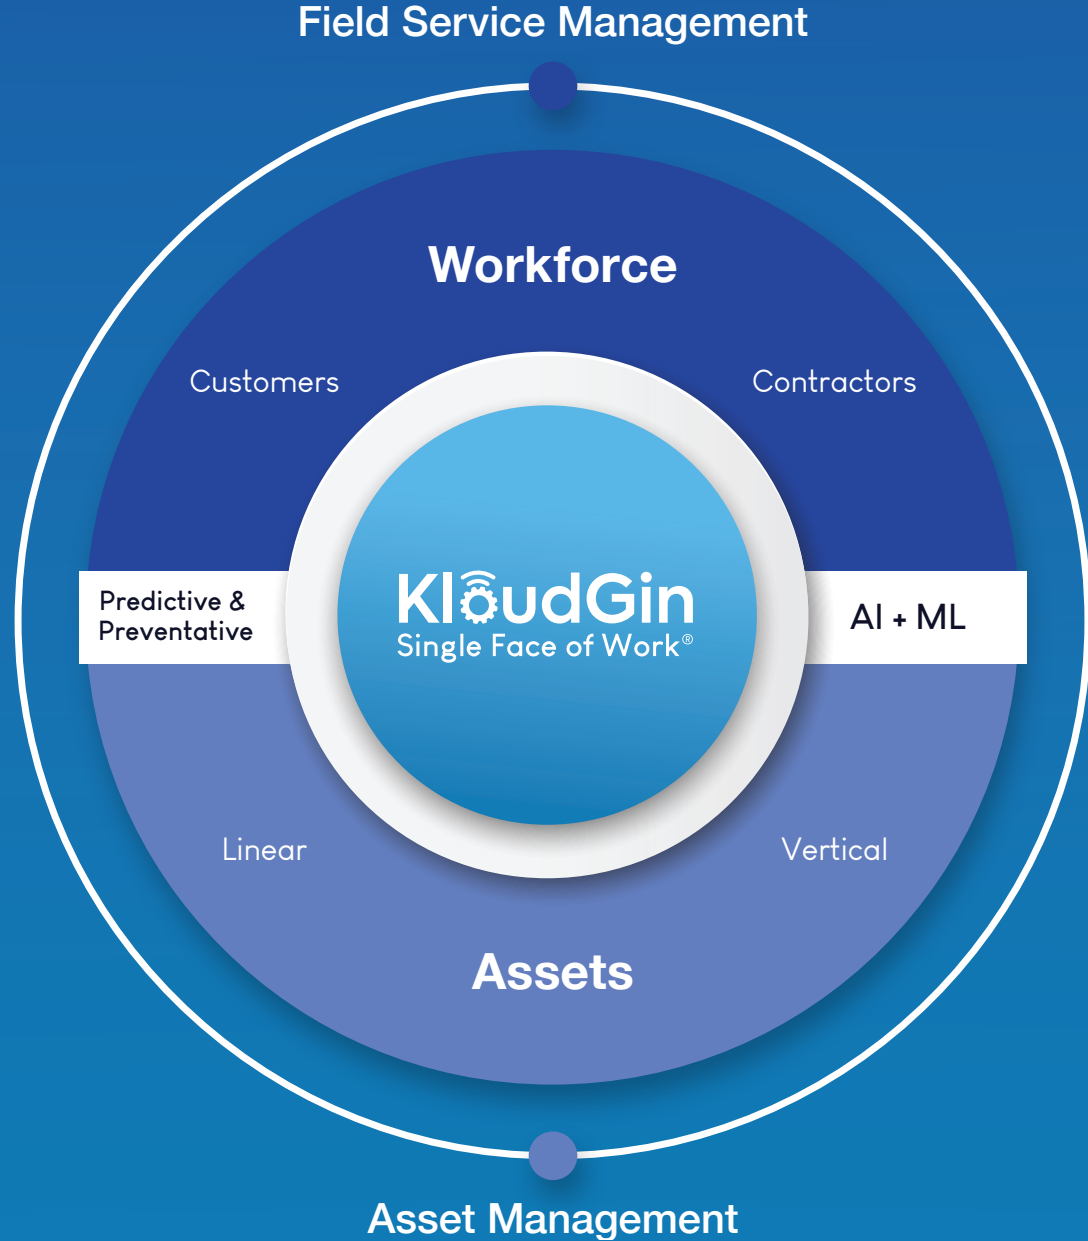 Field Service Management
Workforce
Customers
Contractors
Predictive &
Preventative
KloudGin
Single Face of Work®
AI + ML
Linear
Vertical
Assets
Asset Management